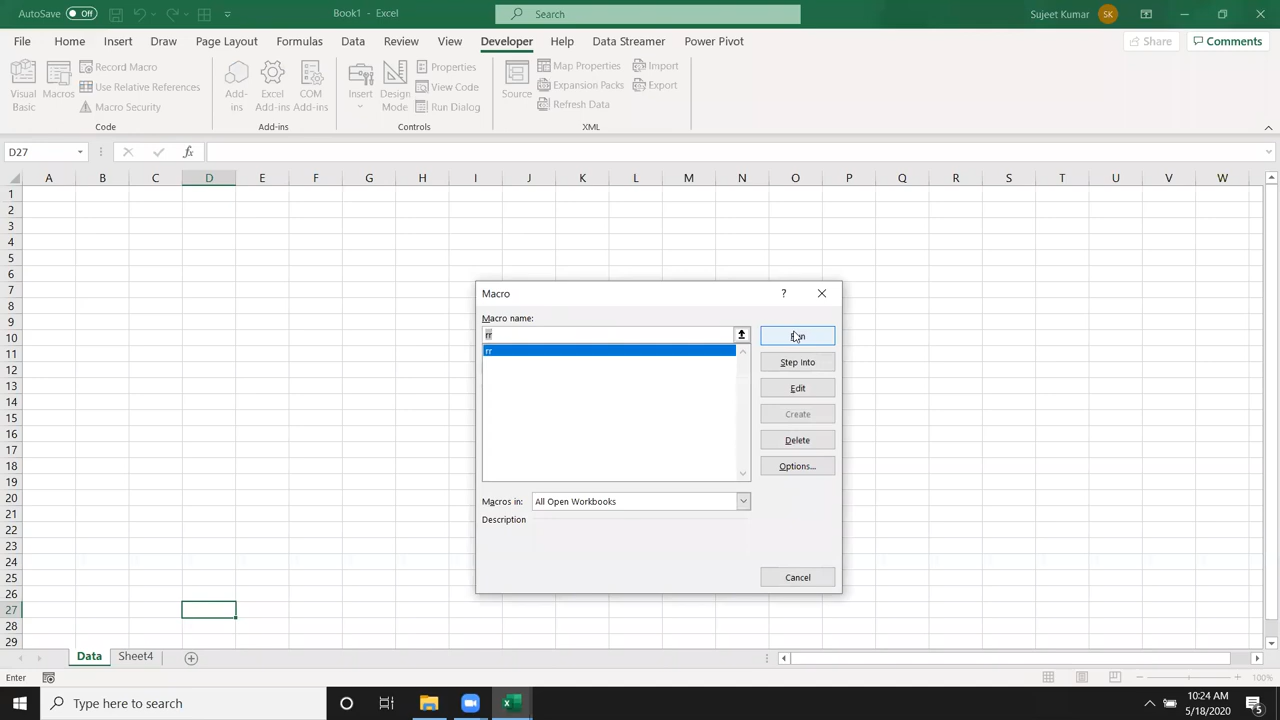 AutoSave Off Book1 - Excel Search Sujeet Kumar SK
File Home Insert Draw Page Layout Formulas Data Review View Developer Help Data Streamer Power Pivot Share Comments
Visual Basic
Macros
Record Macro
Use Relative References
Macro Security
Code
Add-ins
Excel Add-ins
COM Add-ins
Add-ins
Insert
Design Mode
Properties
View Code
Run Dialog
Controls
Source
Map Properties
Expansion Packs
Refresh Data
Import
Export
XML
D27 fx
A B C D E F G H I J K L M N O P Q R S T U V W
1
2
3
4
5
6
7
8
9
10
11
12
13
14
15
16
17
18
19
20
21
22
23
24
25
26
27
28
29
Macro ?
Macro name:
rr
rr
Step Into
Edit
Create
Delete
Options...
Macros in: All Open Workbooks
Description
Cancel
Data Sheet4
Enter 100%
Type here to search
10:24 AM
5/18/2020
5